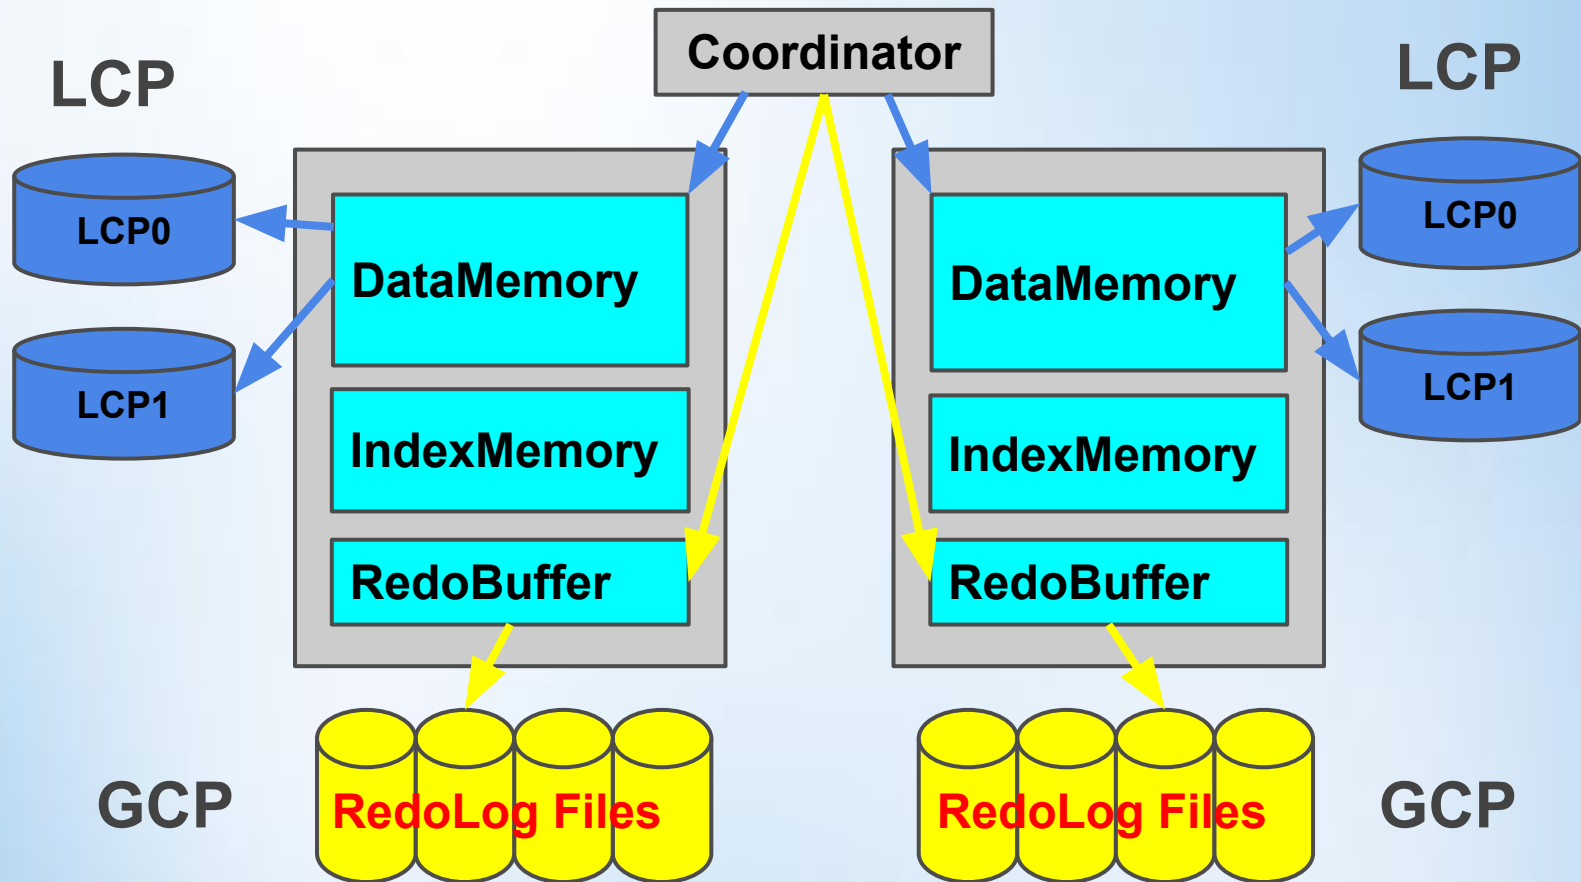 Coordinator
LCP
LCP
LCP0
DataMemory
DataMemory
LCP0
LCP1
IndexMemory
IndexMemory
LCP1
RedoBuffer
RedoBuffer
GCP
RedoLog Files
RedoLog Files
GCP